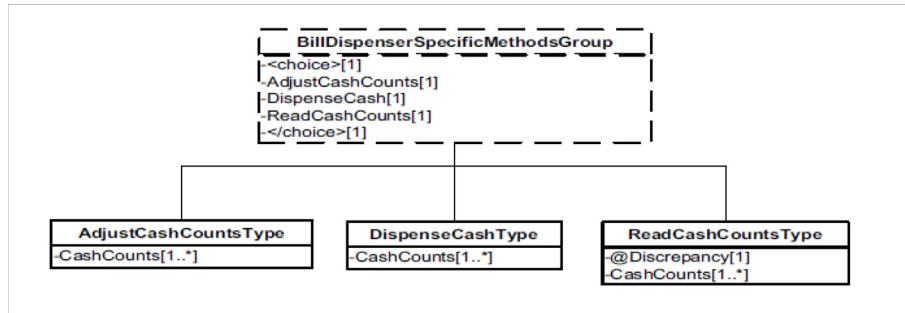 BillDispenserSpecificMethodsGroup
-<choice>[1]
-AdjustCashCounts[1]
-DispenseCash[1]
-ReadCashCounts[1]
-</choice>[1]
AdjustCashCountsType
-CashCounts[1..*]
DispenseCashType
-CashCounts[1..*]
ReadCashCountsType
-@Discrepancy[1]
-CashCounts[1..*]